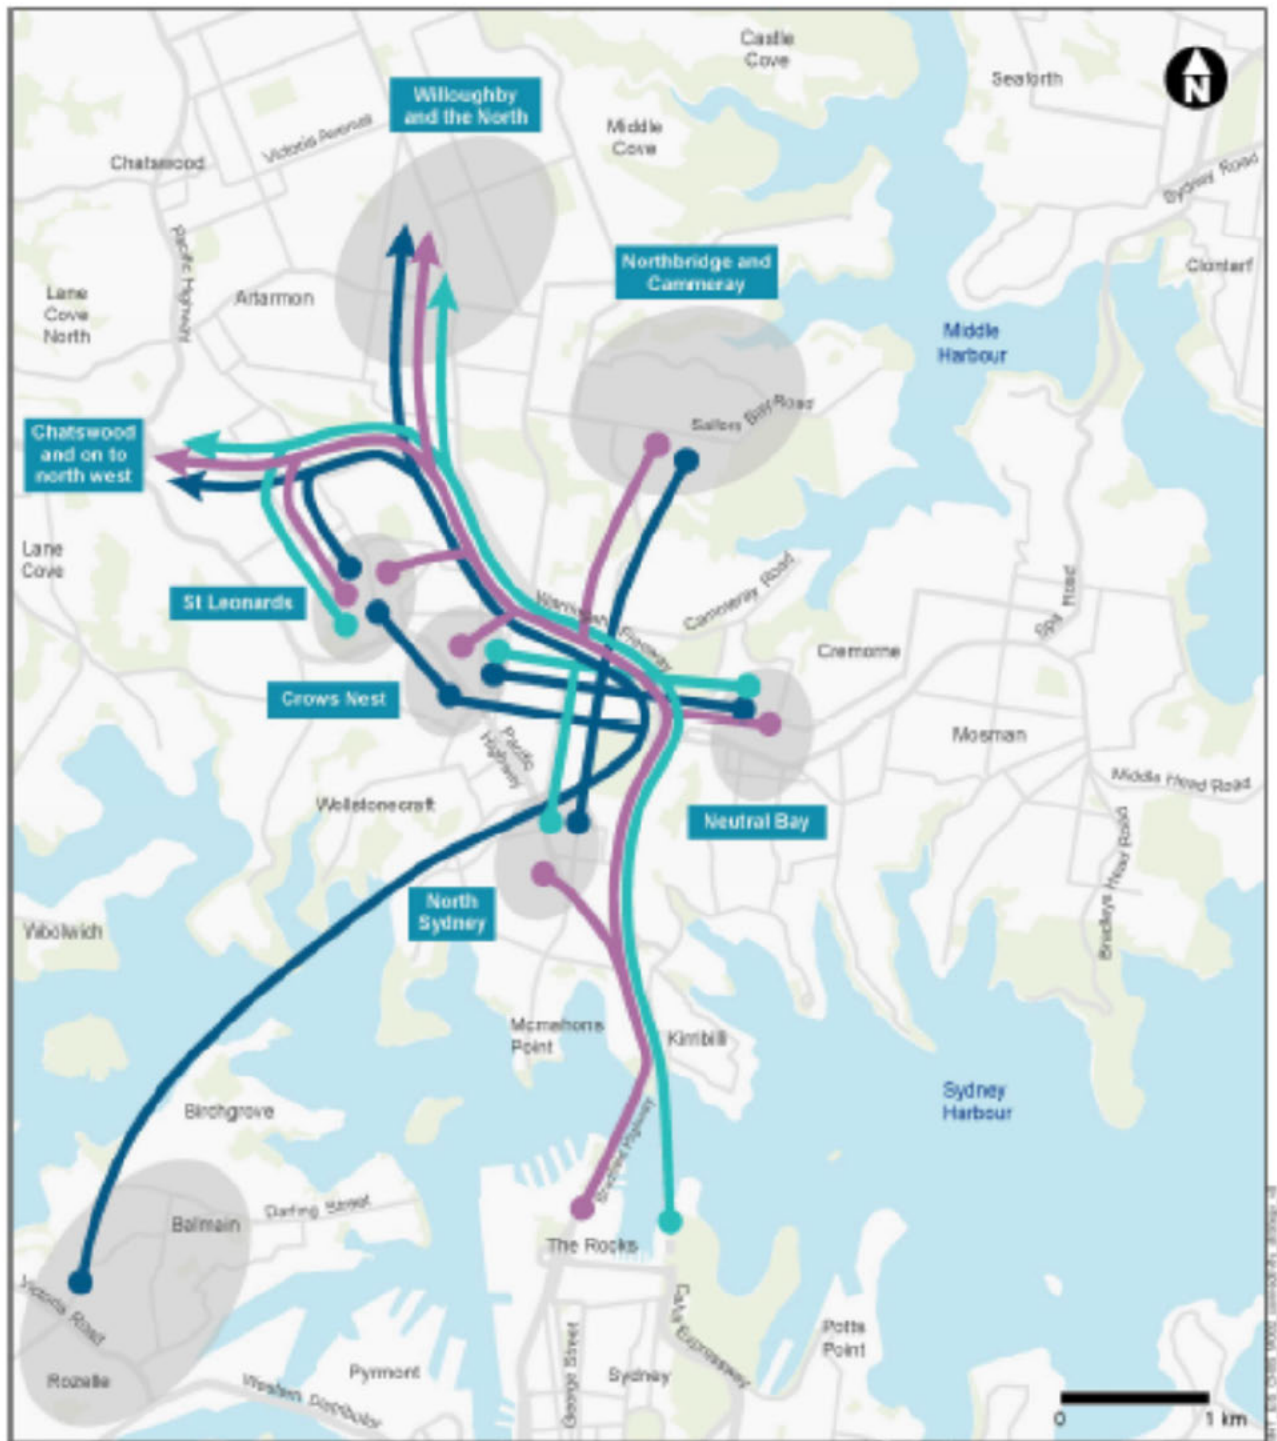 Castle
Cove
Seaforth
N
Willoughby
and the North
Middle
Cove
Victoria Avenue
Chatswood
Sydney Road
Pacific Highway
Northbridge and
Cammeray
Clontarf
Lane
Cove
North
Artarmon
Middle
Harbour
Sailors Bay Road
Chatswood
and on to
north west
Lane
Cove
St Leonards
Warringah Freeway
Cammeray Road
Spit Road
Cremorne
Crows Nest
Pacific
Highway
Mosman
Middle Head Road
Wollstonecraft
Neutral Bay
Bradleys Head Road
North
Sydney
Woolwich
Mcmahons
Point
Kirribilli
Sydney
Harbour
Birchgrove
Bradfield Highway
Balmain
Darling Street
The Rocks
Victoria Road
Cahill Expressway
Potts
Point
George Street
Sydney
Pyrmont
Rozelle
Western Distributor
0
1 km